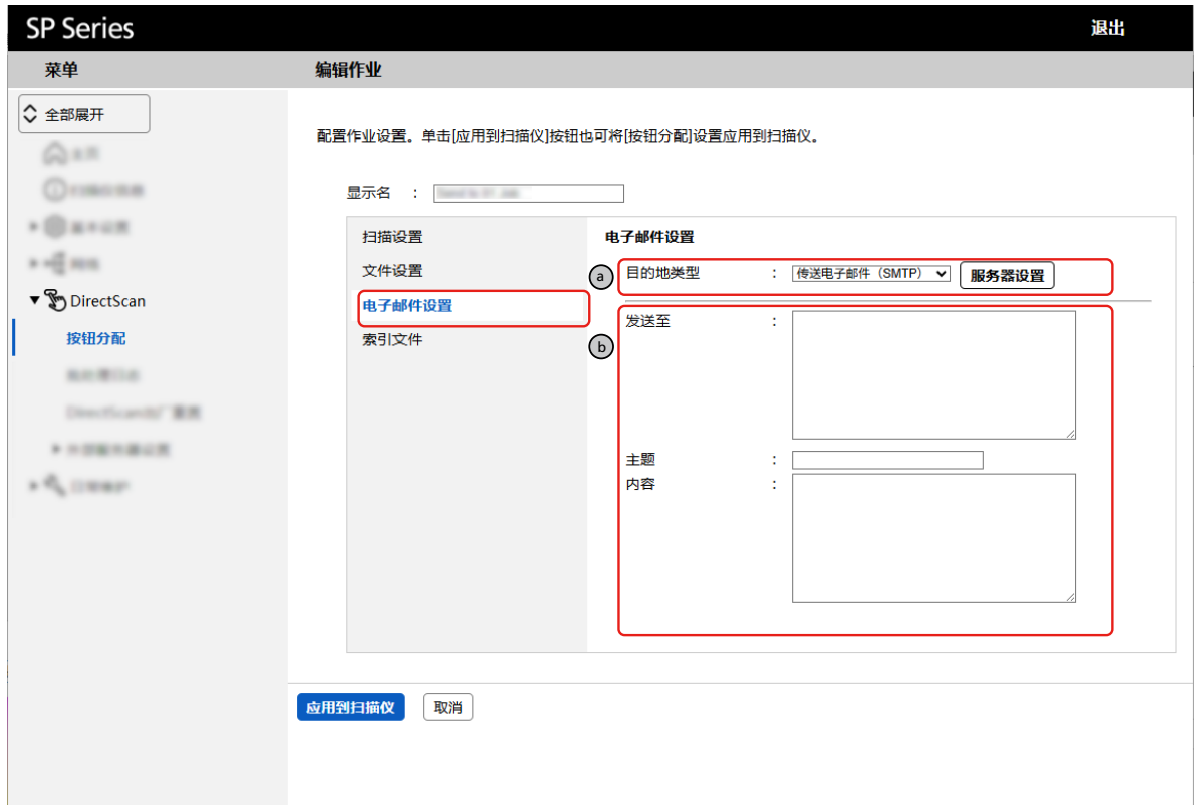 SP Series
退出
菜单
编辑作业
全部展开
配置作业设置。单击[应用到扫描仪]按钮也可将[按钮分配]设置应用到扫描仪。
显示名 :
扫描设置
电子邮件设置
a
目的地类型 : 传送电子邮件（SMTP） 服务器设置
文件设置
DirectScan
电子邮件设置
b
发送至 :
按钮分配
索引文件
主题 :
内容 :
应用到扫描仪
取消